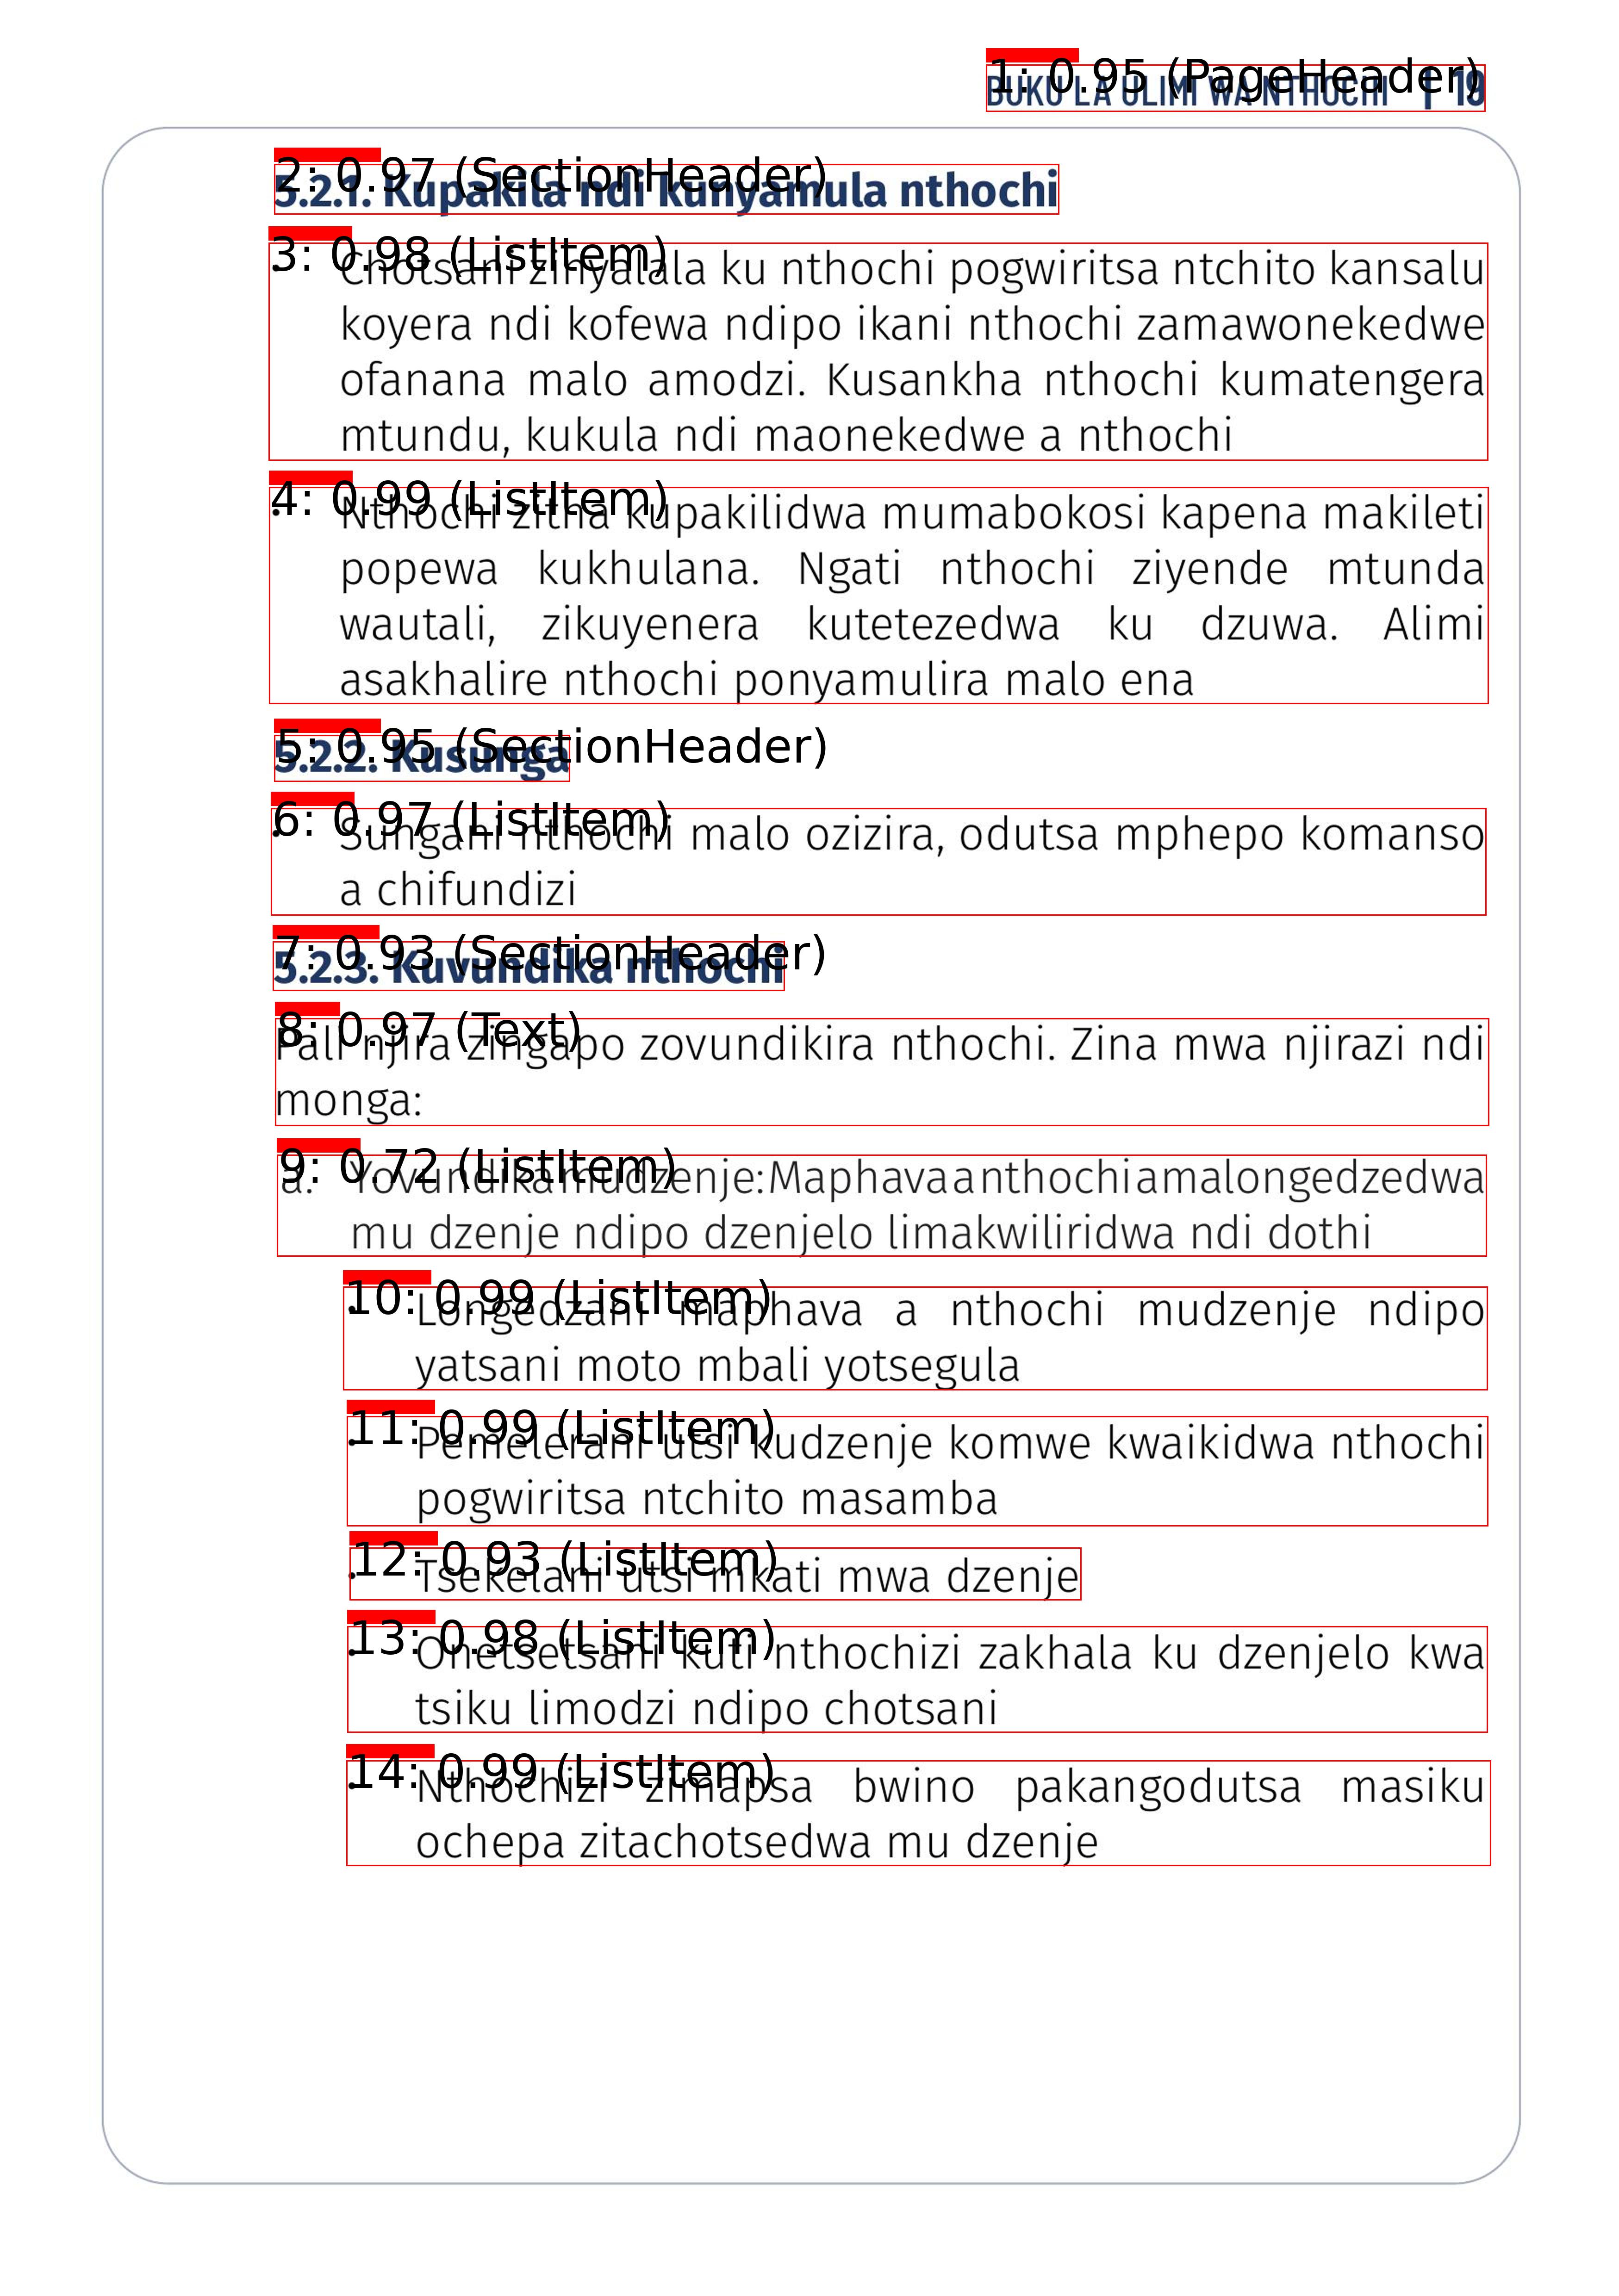 BUKU LA ULIMI WA NTHOCHI | 19
1: 0.95 (PageHeader)
2: 0.97 (SectionHeader)
5.2.1. Kupakila ndi kunyamula nthochi
3: 0.98 (ListItem)
• Chotsani zinyalala ku nthochi pogwiritsa ntchito kansalu
koyera ndi kofewa ndipo ikani nthochi zamawonekedwe
ofanana malo amodzi. Kusankha nthochi kumatengera
mtundu, kukula ndi maonekedwe a nthochi
4: 0.99 (ListItem)
• Nthochi zitha kupakilidwa mumabokosi kapena makileti
popewa kukhulana. Ngati nthochi ziyende mtunda
wautali, zikuyenera kutetezedwa ku dzuwa. Alimi
asakhalire nthochi ponyamulira malo ena
5: 0.95 (SectionHeader)
5.2.2. Kusunga
6: 0.97 (ListItem)
• Sungani nthochi malo ozizira, odutsa mphepo komanso
a chifundizi
7: 0.93 (SectionHeader)
5.2.3. Kuvundika nthochi
8: 0.97 (Text)
Pali njira zingapo zovundikira nthochi. Zina mwa njirazi ndi
monga:
9: 0.72 (ListItem)
a. Yovundika mudzenje: Maphava a nthochi amalongedzedwa
mu dzenje ndipo dzenjelo limakwiliridwa ndi dothi
10: 0.99 (ListItem)
• Longedzani maphava a nthochi mudzenje ndipo
yatsani moto mbali yotsegula
11: 0.99 (ListItem)
• Pemelerani utsi kudzenje komwe kwaikidwa nthochi
pogwiritsa ntchito masamba
12: 0.93 (ListItem)
• Tsekelani utsi mkati mwa dzenje
13: 0.98 (ListItem)
• Onetsetsani kuti nthochizi zakhala ku dzenjelo kwa
tsiku limodzi ndipo chotsani
14: 0.99 (ListItem)
• Nthochizi zimapsa bwino pakangodutsa masiku
ochepa zitachotsedwa mu dzenje